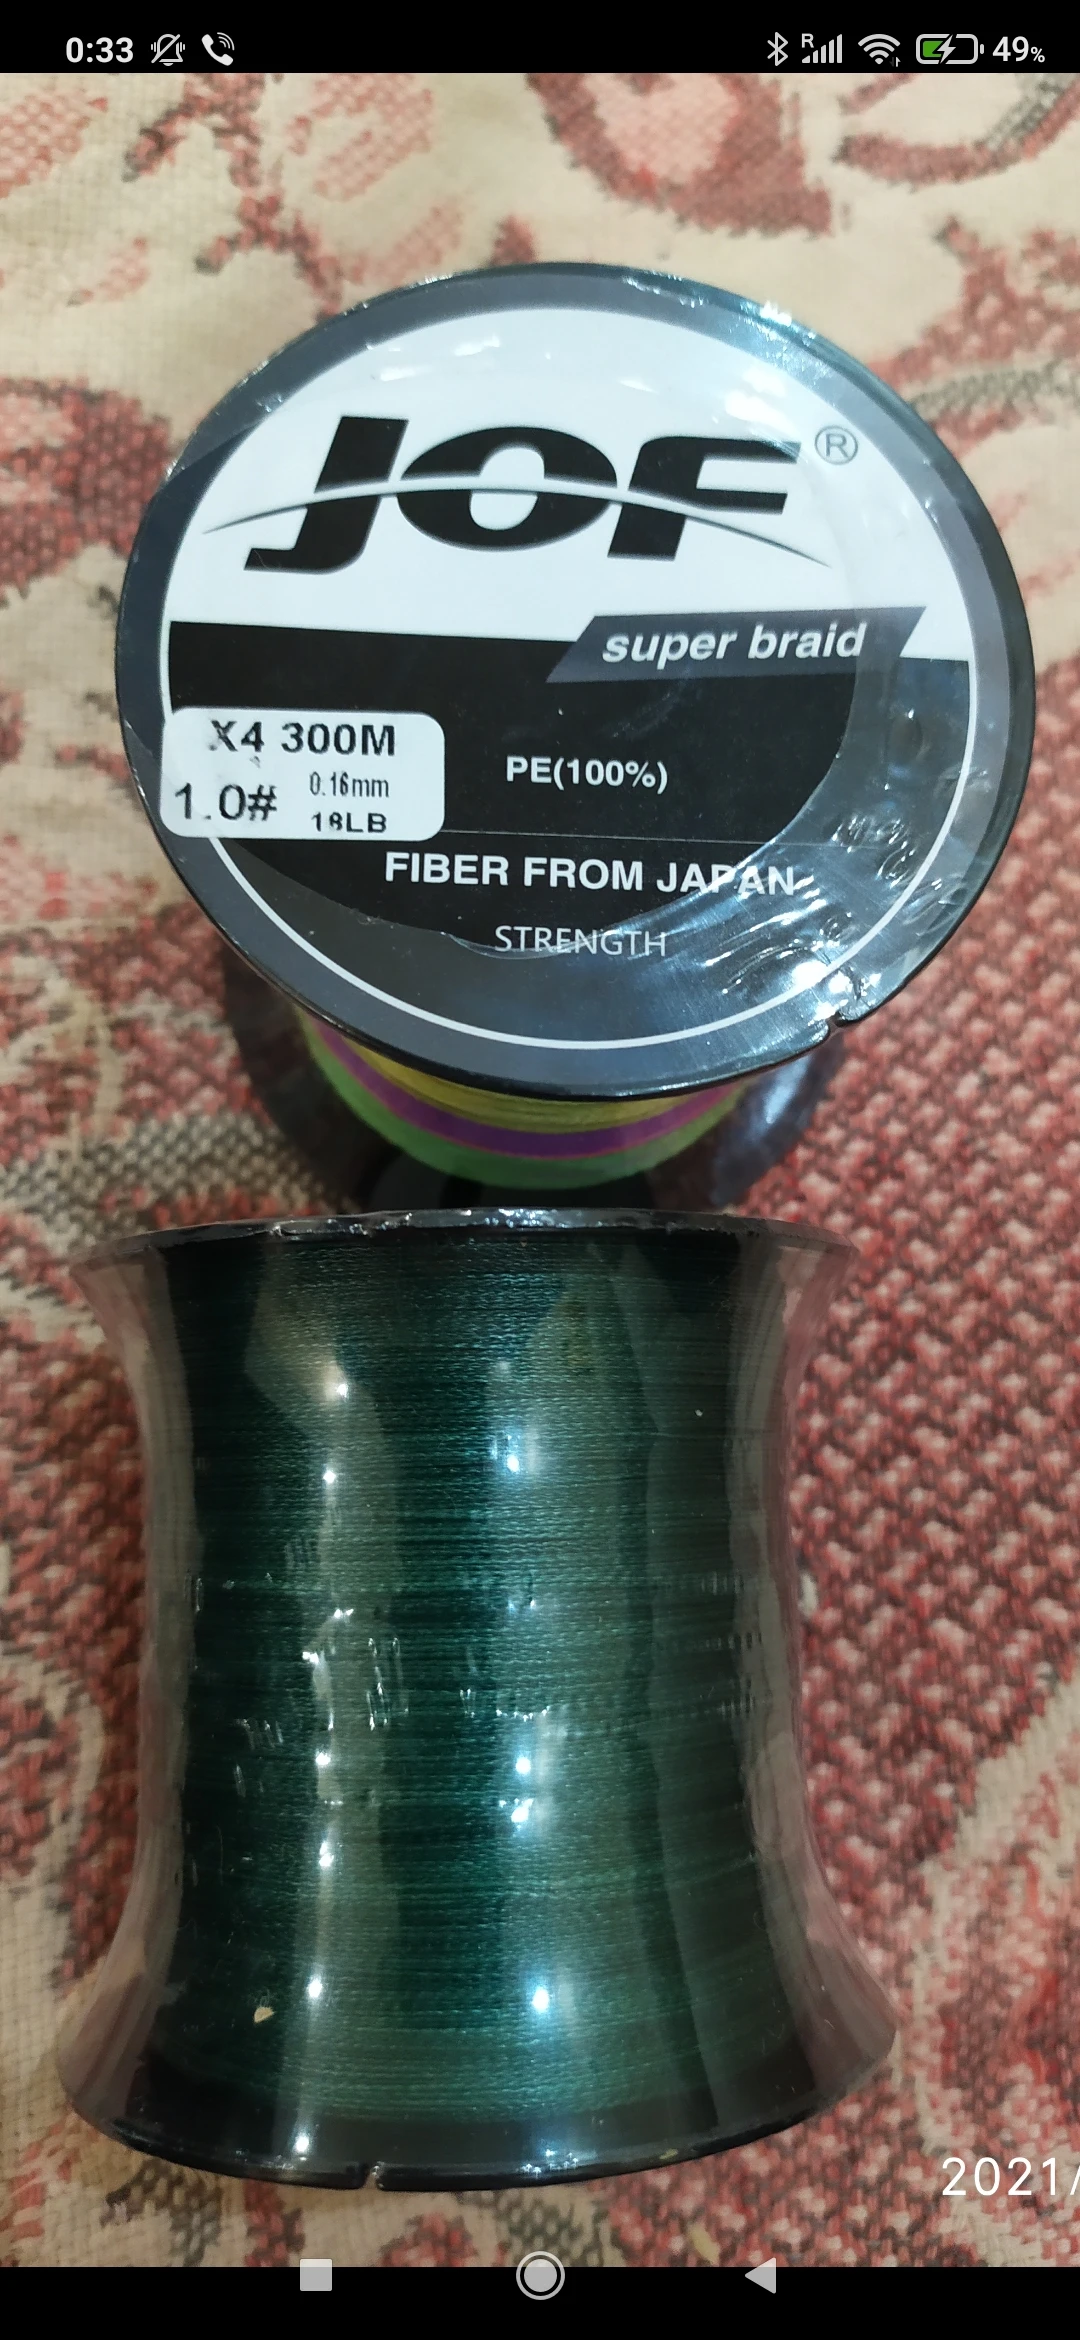 0:33
R
49%
JOF®
super braid
X4 300M
1.0#
0.16mm
18LB
PE(100%)
FIBER FROM JAPAN
STRENGTH
2021/